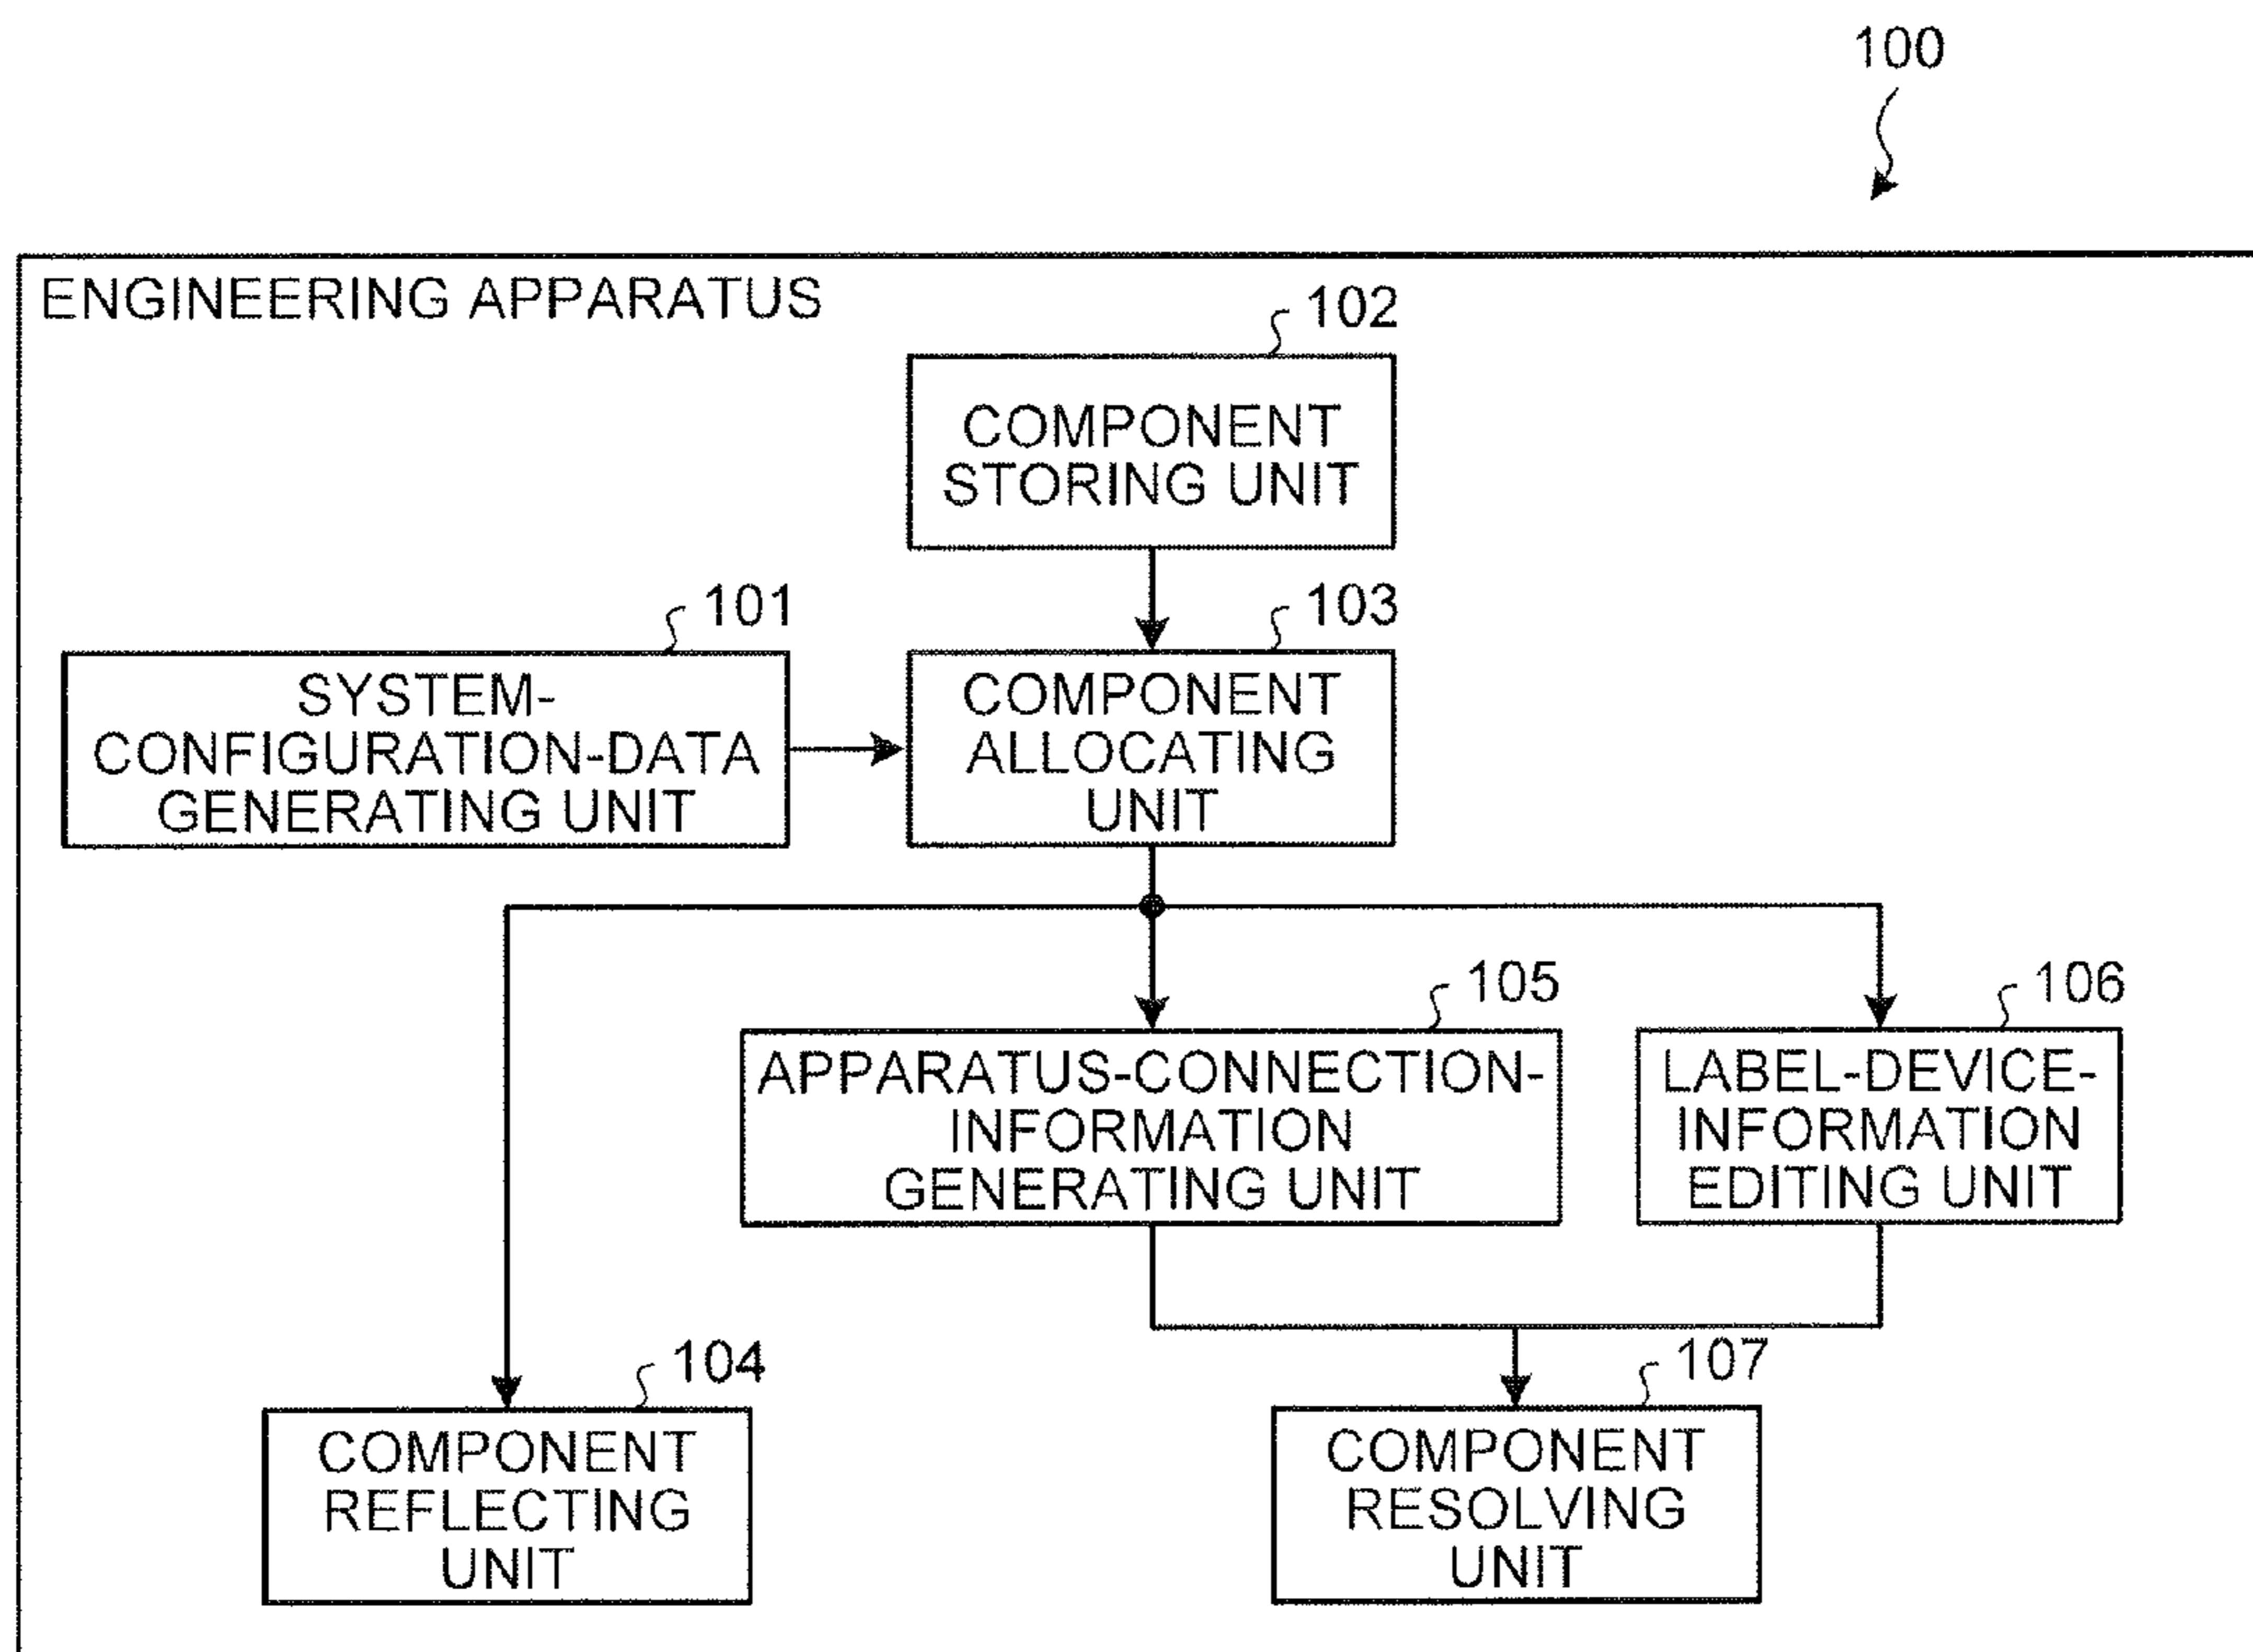 100
ENGINEERING APPARATUS
102
COMPONENT
STORING UNIT
101
103
SYSTEM-
CONFIGURATION-DATA
GENERATING UNIT
COMPONENT
ALLOCATING
UNIT
105
106
APPARATUS-CONNECTION-
INFORMATION
GENERATING UNIT
LABEL-DEVICE-
INFORMATION
EDITING UNIT
104
107
COMPONENT
REFLECTING
UNIT
COMPONENT
RESOLVING
UNIT